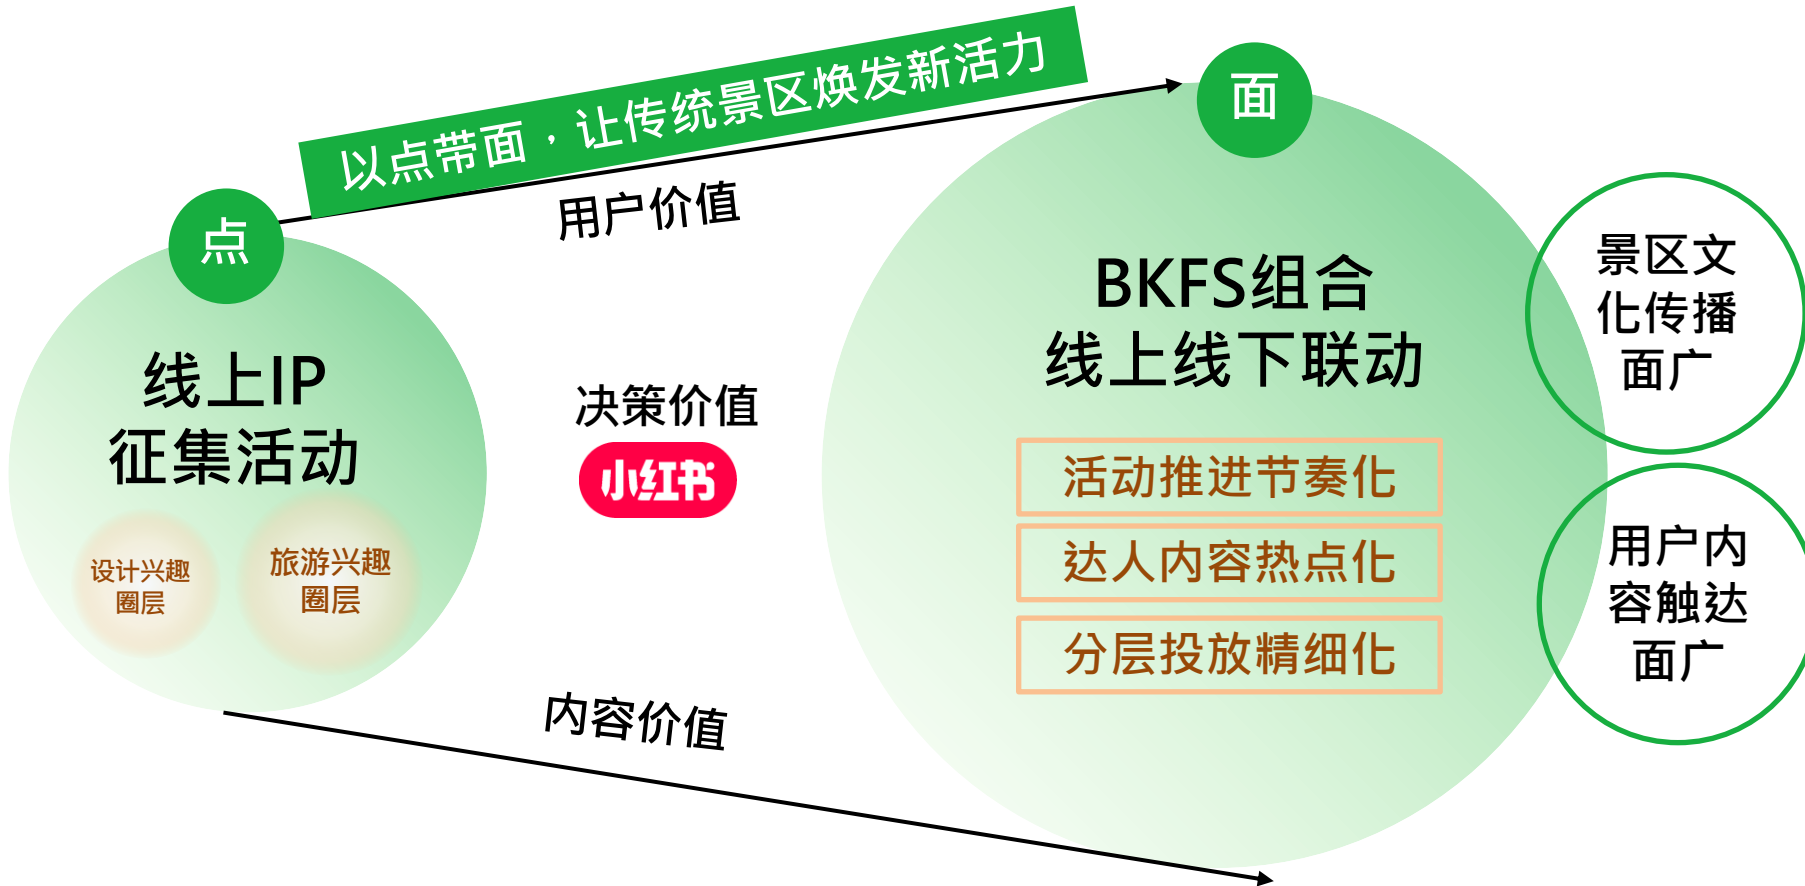 以点带面，让传统景区焕发新活力
点
面
用户价值
线上IP
征集活动
设计兴趣
圈层
旅游兴趣
圈层
决策价值
小红书
内容价值
BKFS组合
线上线下联动
活动推进节奏化
达人内容热点化
分层投放精细化
景区文
化传播
面广
用户内
容触达
面广